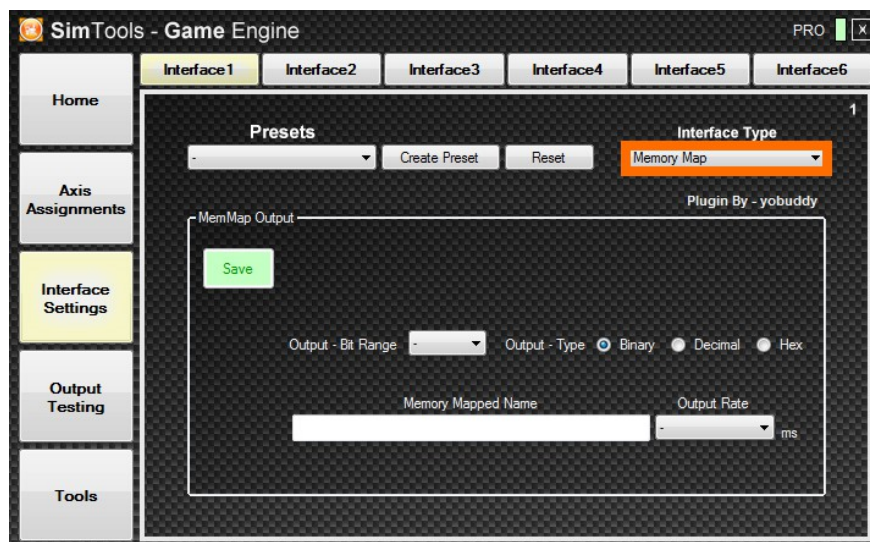 SimTools - Game Engine
PRO
X
Interface1 Interface2 Interface3 Interface4 Interface5 Interface6
Home
Axis
Assignments
Interface
Settings
Output
Testing
Tools
1
Presets
Interface Type
-
Create Preset
Reset
Memory Map
Plugin By - yobuddy
MemMap Output
Save
Output - Bit Range
-
Output - Type
Binary
Decimal
Hex
Memory Mapped Name
Output Rate
-
ms